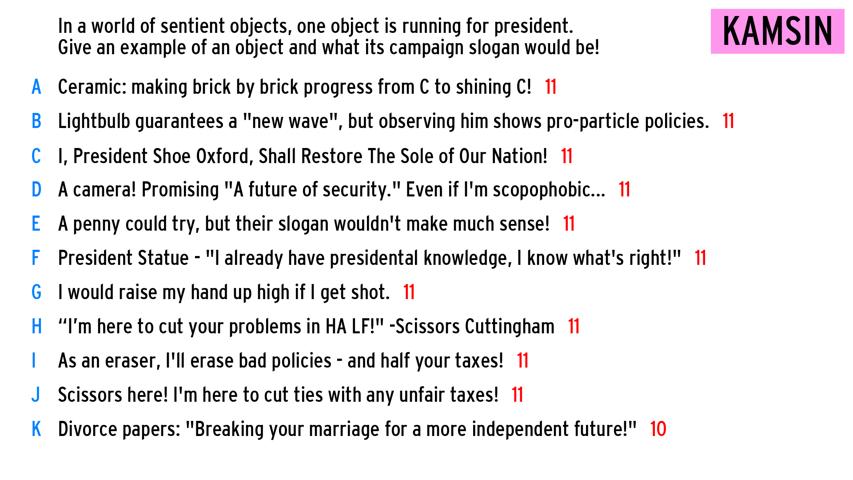 In a world of sentient objects, one object is running for president.
Give an example of an object and what its campaign slogan would be!
KAMSIN
A Ceramic: making brick by brick progress from C to shining C! 11
B Lightbulb guarantees a "new wave", but observing him shows pro-particle policies. 11
C I, President Shoe Oxford, Shall Restore The Sole of Our Nation! 11
D A camera! Promising "A future of security." Even if I'm scopophobic... 11
E A penny could try, but their slogan wouldn't make much sense! 11
F President Statue - "I already have presidental knowledge, I know what's right!" 11
G I would raise my hand up high if I get shot. 11
H “I’m here to cut your problems in HA LF!" -Scissors Cuttingham 11
I As an eraser, I'll erase bad policies - and half your taxes! 11
J Scissors here! I'm here to cut ties with any unfair taxes! 11
K Divorce papers: "Breaking your marriage for a more independent future!" 10